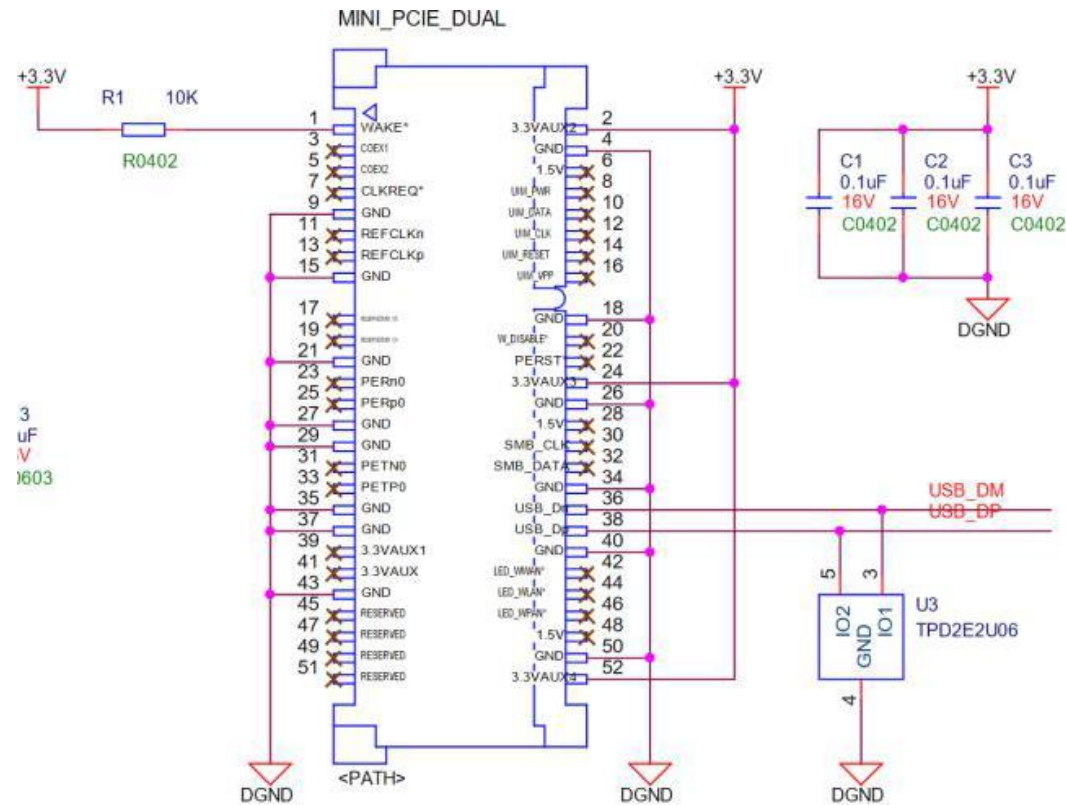 MINI_PCIE_DUAL
+3.3V
R1 10K
R0402
+3.3V
+3.3V
C1
0.1uF
16V
C0402
C2
0.1uF
16V
C0402
C3
0.1uF
16V
C0402
DGND
1 WAKE*
3 COEX1
5 COEX2
7 CLKREQ*
9 GND
11 REFCLKn
13 REFCLKp
15 GND
17
19
21 GND
23 PERn0
25 PERp0
27 GND
29 GND
31 PETN0
33 PETP0
35 GND
37 GND
39 3.3VAUX1
41 3.3VAUX
43 GND
45 RESERVED
47 RESERVED
49 RESERVED
51 RESERVED
3.3VAUX2 2
GND 4
1.5V 6
UIM_PWR 8
UIM_DATA 10
UIM_CLK 12
UIM_RESET 14
UIM_VPP 16
GND 18
W_DISABLE* 20
PERST* 22
3.3VAUX3 24
GND 26
1.5V 28
SMB_CLK 30
SMB_DATA 32
GND 34
USB_Dn 36
USB_Dp 38
GND 40
LED_WWAN* 42
LED_WLAN* 44
LED_WPAN* 46
1.5V 48
GND 50
3.3VAUX4 52
3
uF
V
0603
USB_DM
USB_DP
5 3
IO2 GND IO1
4
U3
TPD2E2U06
DGND
<PATH>
DGND
DGND